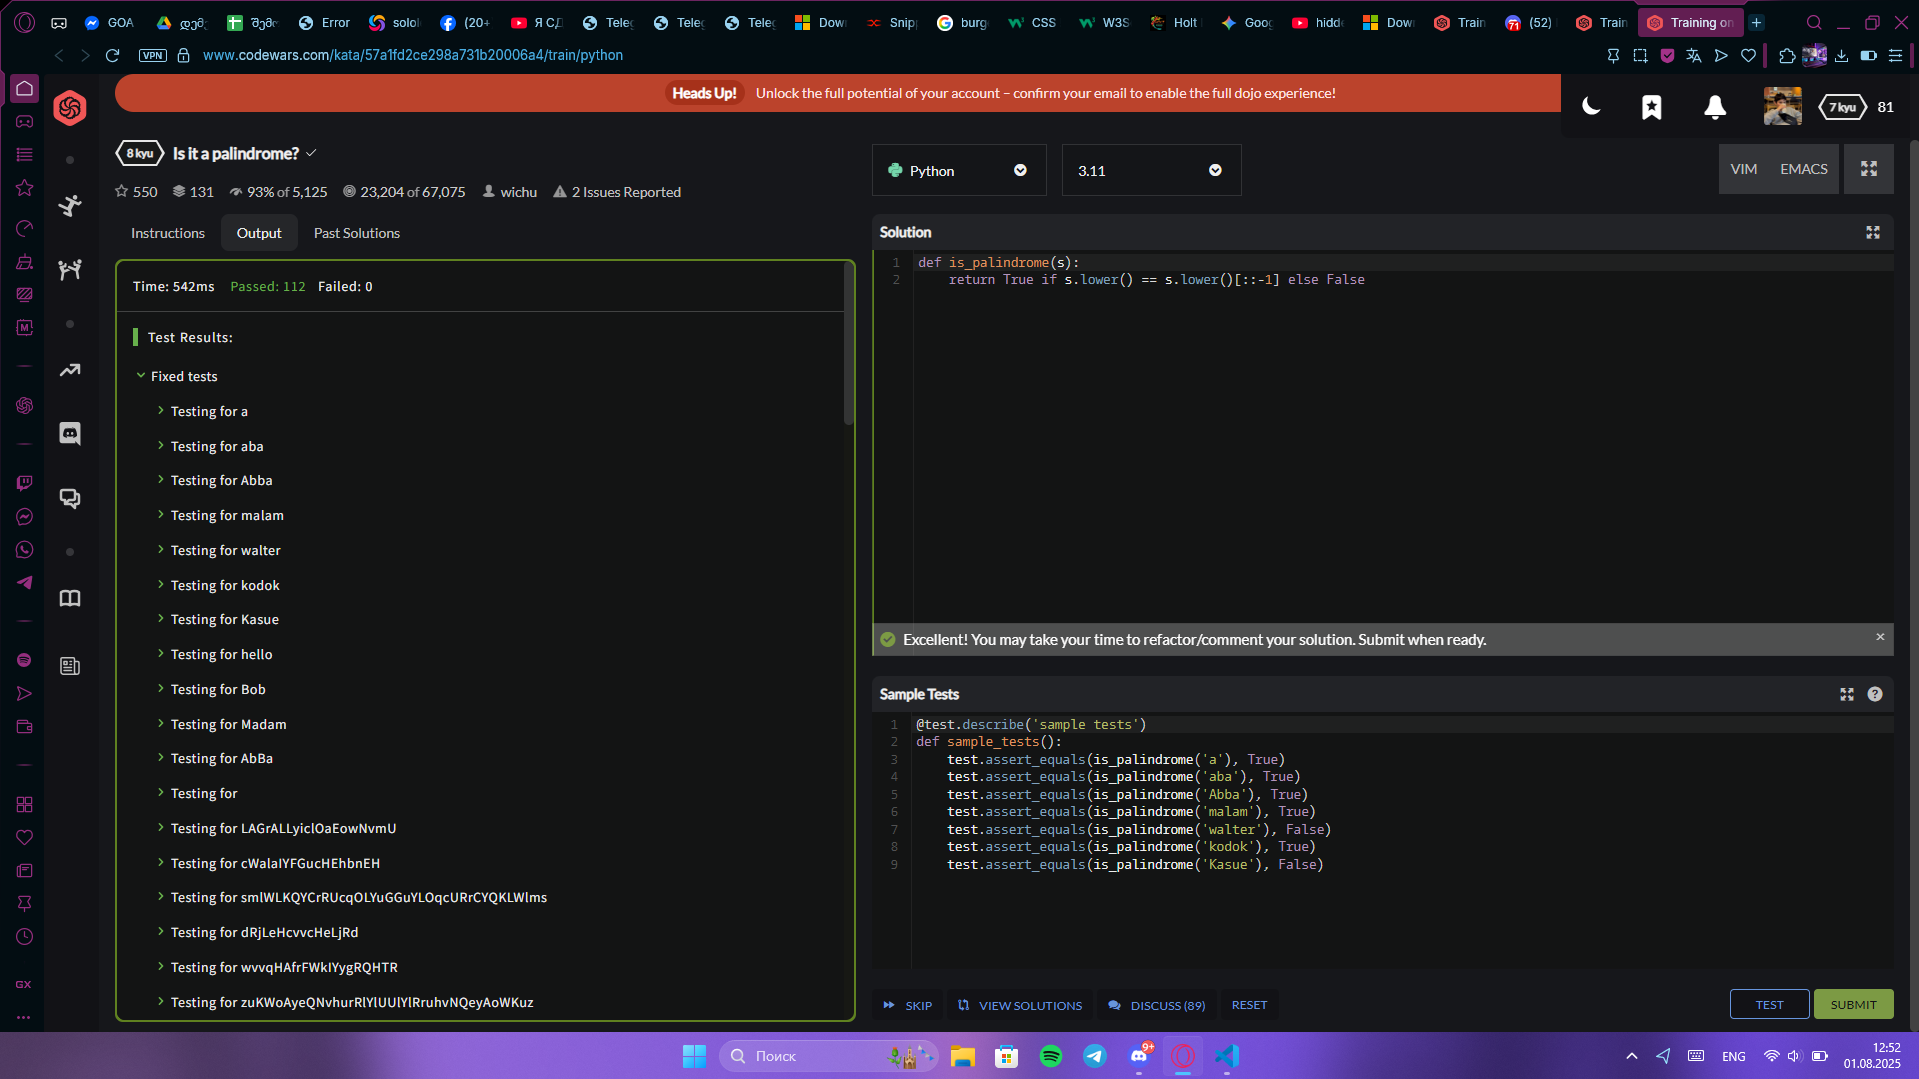 GOA
დემ
შემი
Error
solol
(20+
Я СД
Teleg
Teleg
Teleg
Down
Snipp
burge
CSS
W3S
Holt
Goog
hidde
Down
Train
(52)
Train
Training on
VPN
www.codewars.com/kata/57a1fd2ce298a731b20006a4/train/python
Heads Up! Unlock the full potential of your account – confirm your email to enable the full dojo experience!
7 kyu 81
8 kyu Is it a palindrome?
550 131 93% of 5,125 23,204 of 67,075 wichu 2 Issues Reported
Python
3.11
VIM EMACS
Instructions Output Past Solutions
Time: 542ms Passed: 112 Failed: 0
Test Results:
Fixed tests
Testing for a
Testing for aba
Testing for Abba
Testing for malam
Testing for walter
Testing for kodok
Testing for Kasue
Testing for hello
Testing for Bob
Testing for Madam
Testing for AbBa
Testing for
Testing for LAGrALLyiclOaEowNvmU
Testing for cWalaIYFGucHEhbnEH
Testing for smlWLKQYCrRUcqOLYuGGuYLOqcURrCYQKLWlms
Testing for dRjLeHcvvcHeLjRd
Testing for wvvqHAfrFWkIYygRQHTR
Testing for zuKWoAyeQNvhurRlYlUUlYlRruhvNQeyAoWKuz
Solution
1 def is_palindrome(s):
2 return True if s.lower() == s.lower()[::-1] else False
Excellent! You may take your time to refactor/comment your solution. Submit when ready.
Sample Tests
1 @test.describe('sample tests')
2 def sample_tests():
3 test.assert_equals(is_palindrome('a'), True)
4 test.assert_equals(is_palindrome('aba'), True)
5 test.assert_equals(is_palindrome('Abba'), True)
6 test.assert_equals(is_palindrome('malam'), True)
7 test.assert_equals(is_palindrome('walter'), False)
8 test.assert_equals(is_palindrome('kodok'), True)
9 test.assert_equals(is_palindrome('Kasue'), False)
SKIP VIEW SOLUTIONS DISCUSS (89) RESET
TEST SUBMIT
GX
Поиск
9+
ENG
12:52
01.08.2025